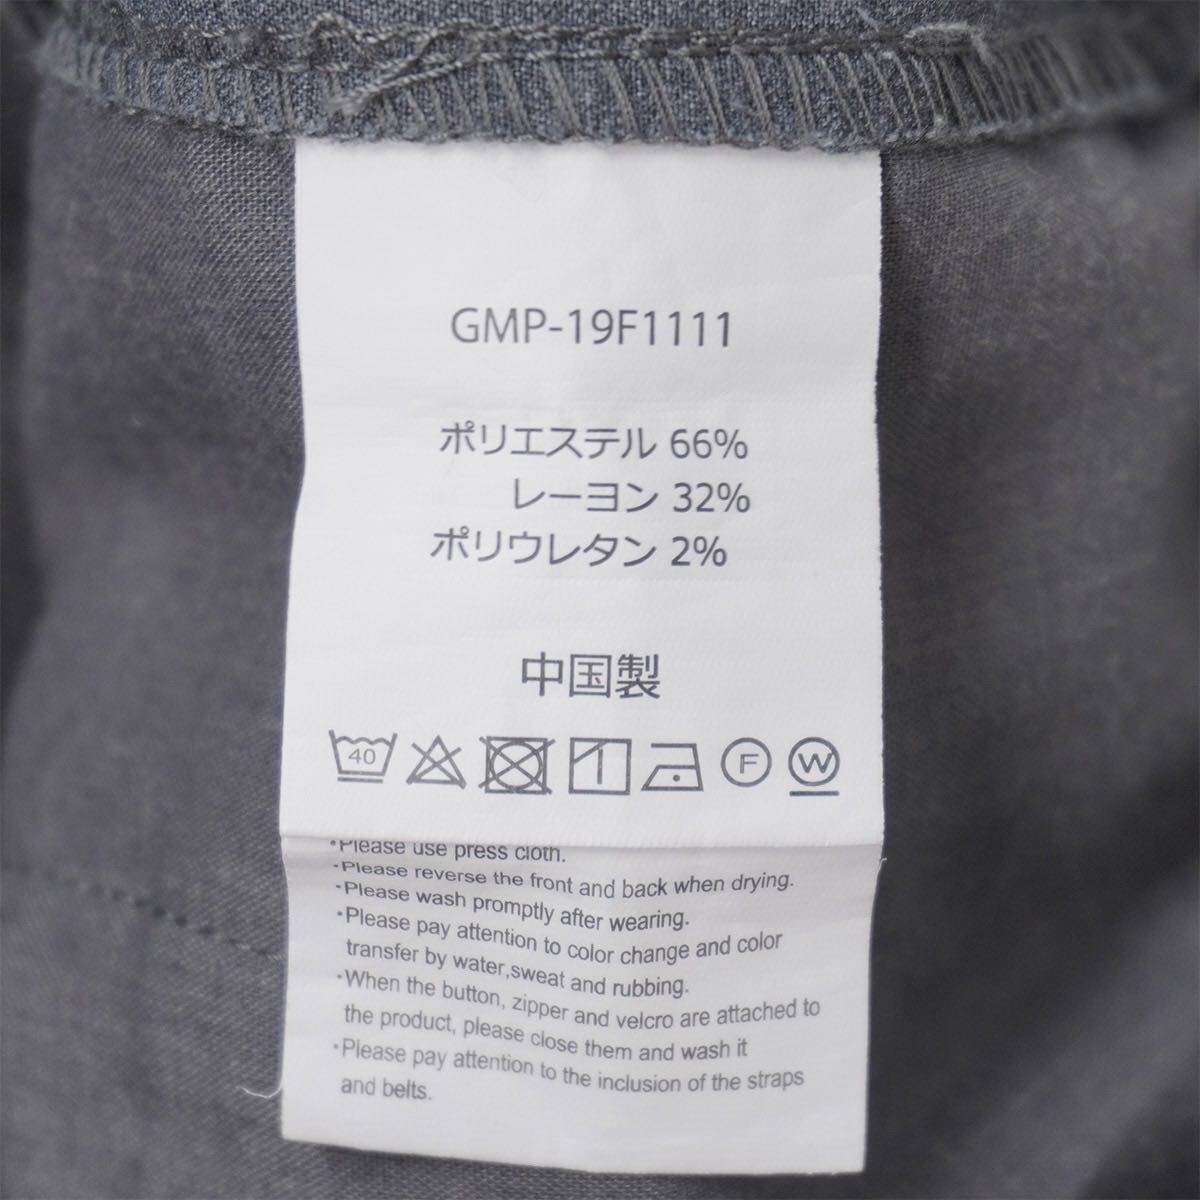 GMP-19F1111
ポリエステル 66%
レーヨン 32%
ポリウレタン 2%
中国製
40 F W
・Please use press cloth.
・Please reverse the front and back when drying.
・Please wash promptly after wearing.
・Please pay attention to color change and color
transfer by water,sweat and rubbing.
・When the button, zipper and velcro are attached to
the product, please close them and wash it
・Please pay attention to the inclusion of the straps
and belts.